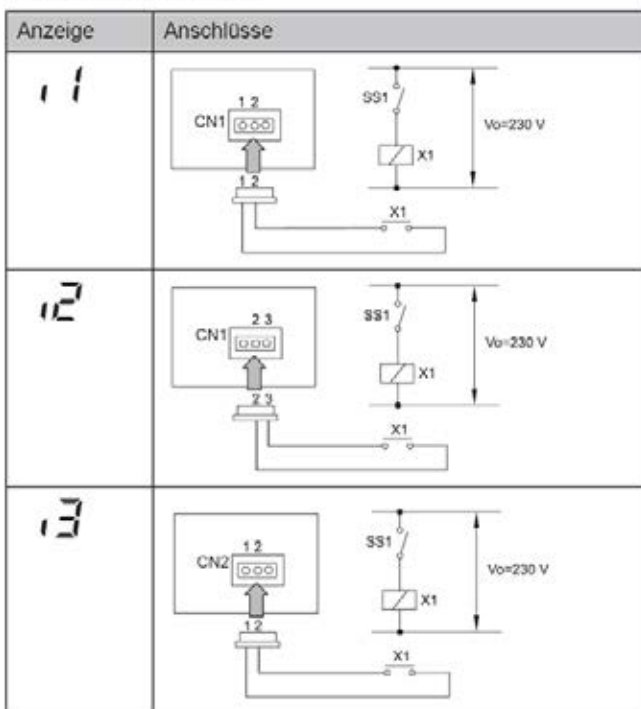 Anzeige Anschlüsse
i1
1 2
CN1
1 2
X1
SS1
X1
Vo=230 V
i2
2 3
CN1
2 3
X1
SS1
X1
Vo=230 V
i3
1 2
CN2
1 2
X1
SS1
X1
Vo=230 V